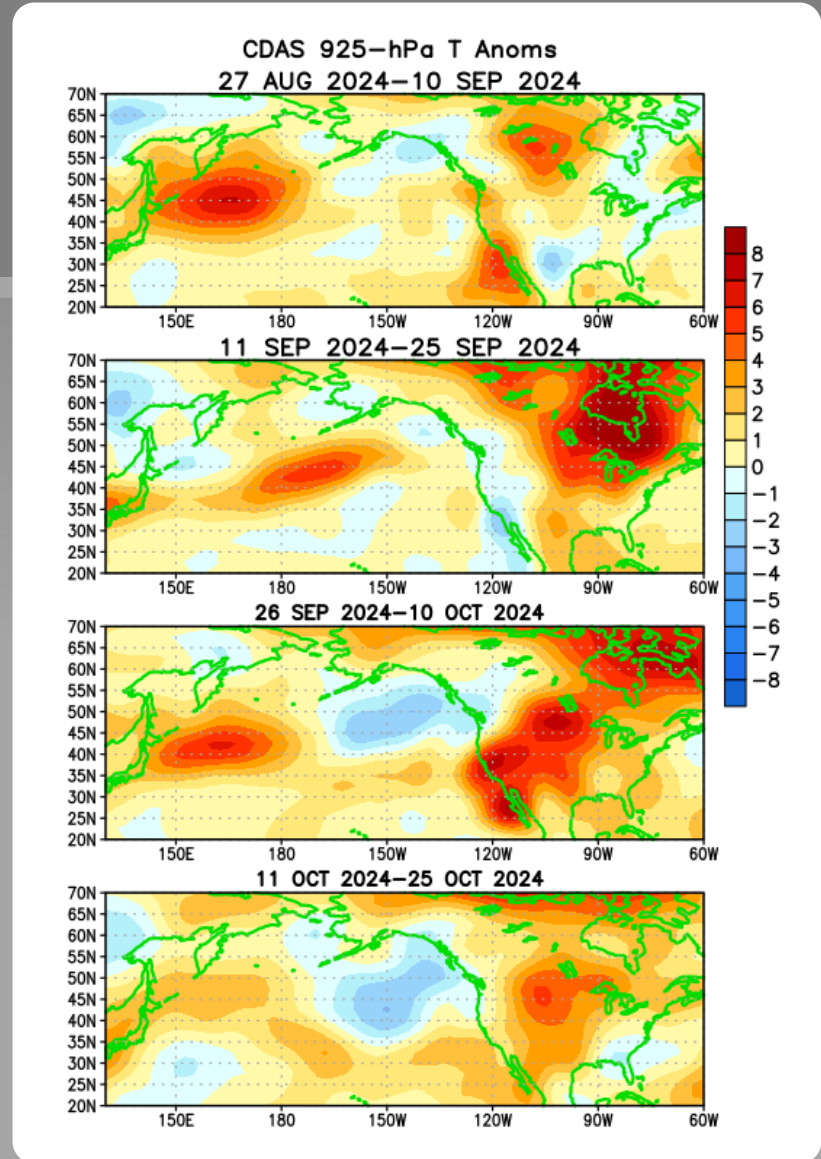 CDAS 925-hPa T Anoms
27 AUG 2024-10 SEP 2024
70N
65N
60N
55N
50N
45N
40N
35N
30N
25N
20N
150E 180 150W 120W 90W 60W
11 SEP 2024-25 SEP 2024
70N
65N
60N
55N
50N
45N
40N
35N
30N
25N
20N
150E 180 150W 120W 90W 60W
26 SEP 2024-10 OCT 2024
70N
65N
60N
55N
50N
45N
40N
35N
30N
25N
20N
150E 180 150W 120W 90W 60W
11 OCT 2024-25 OCT 2024
70N
65N
60N
55N
50N
45N
40N
35N
30N
25N
20N
150E 180 150W 120W 90W 60W
8
7
6
5
4
3
2
1
0
-1
-2
-3
-4
-5
-6
-7
-8